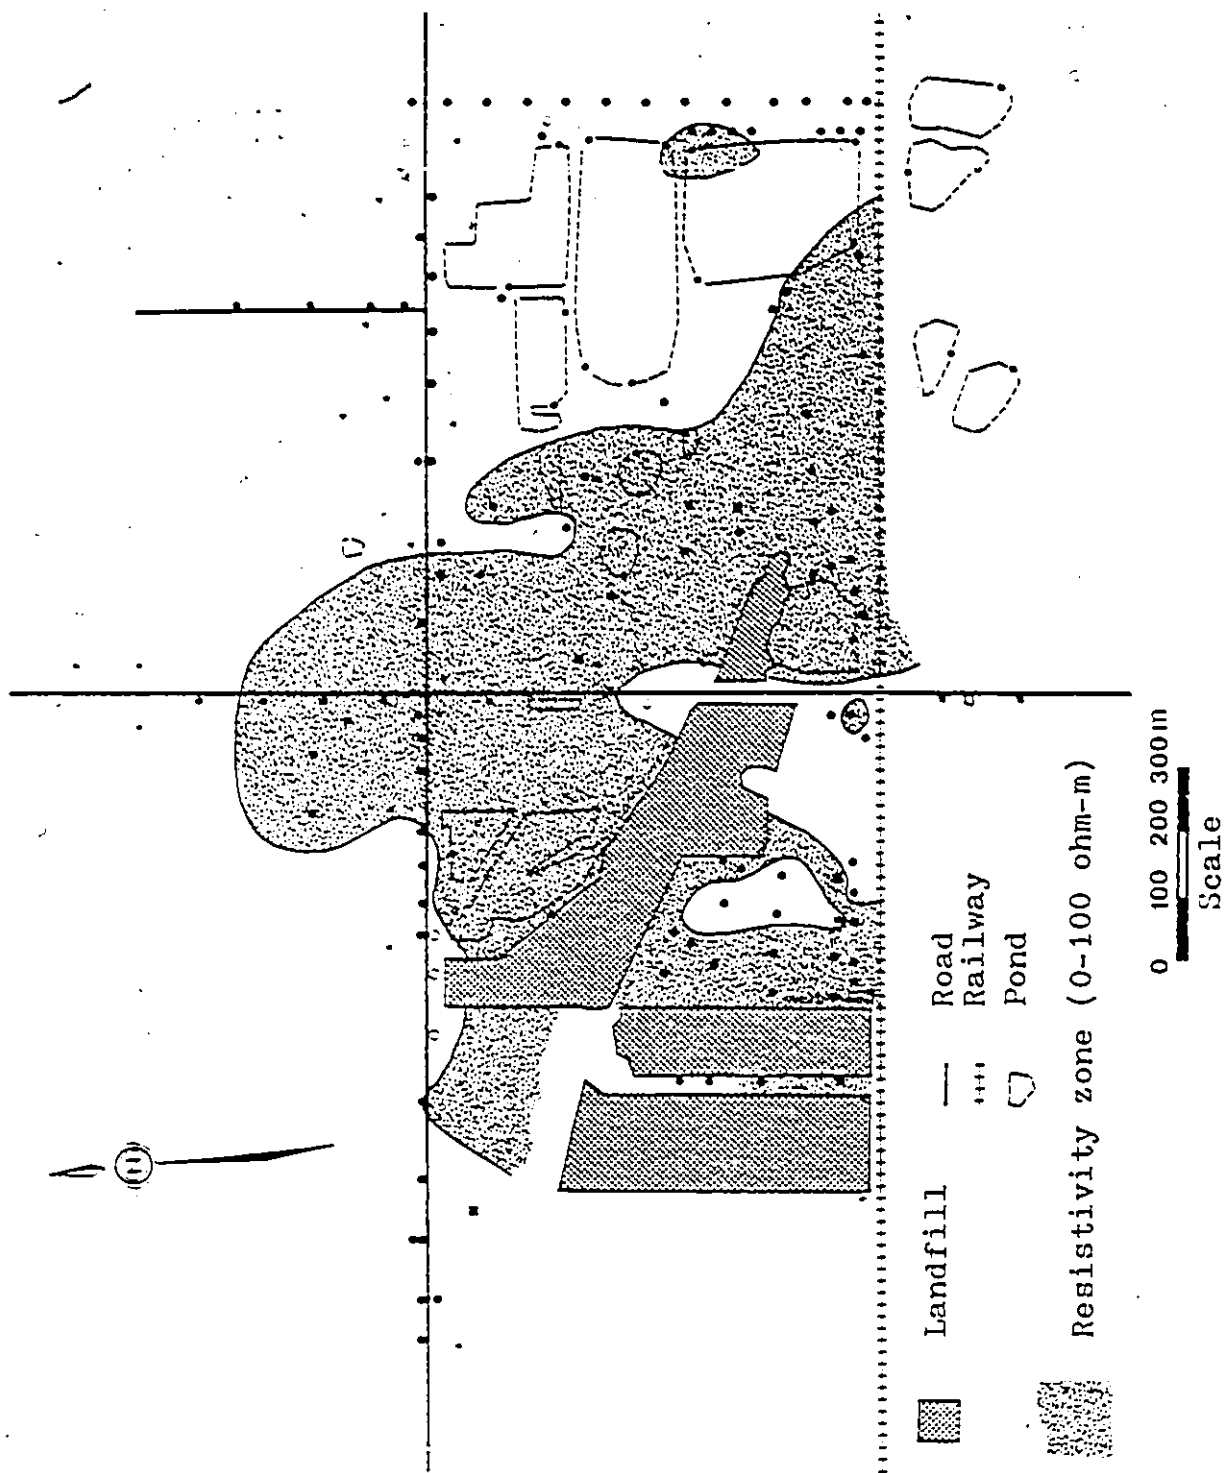 Landfill
Road
Railway
Pond
Resistivity zone (0-100 ohm-m)
0 100 200 300m
Scale